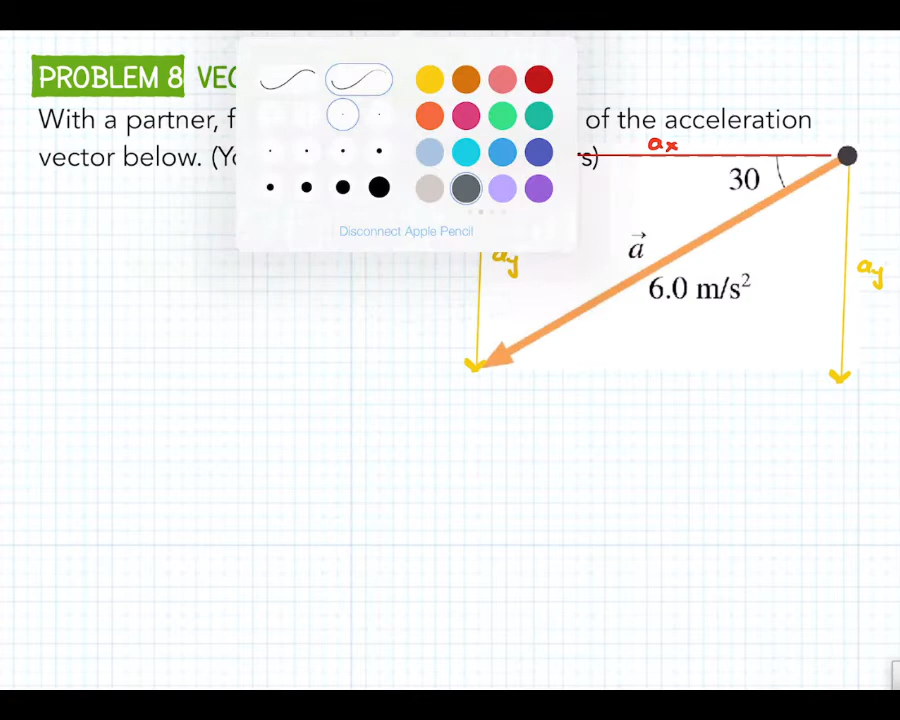 PROBLEM 8 VEC
With a partner, f of the acceleration
vector below. (Yo s)
ax
30
a
6.0 m/s²
ay
ay
Disconnect Apple Pencil